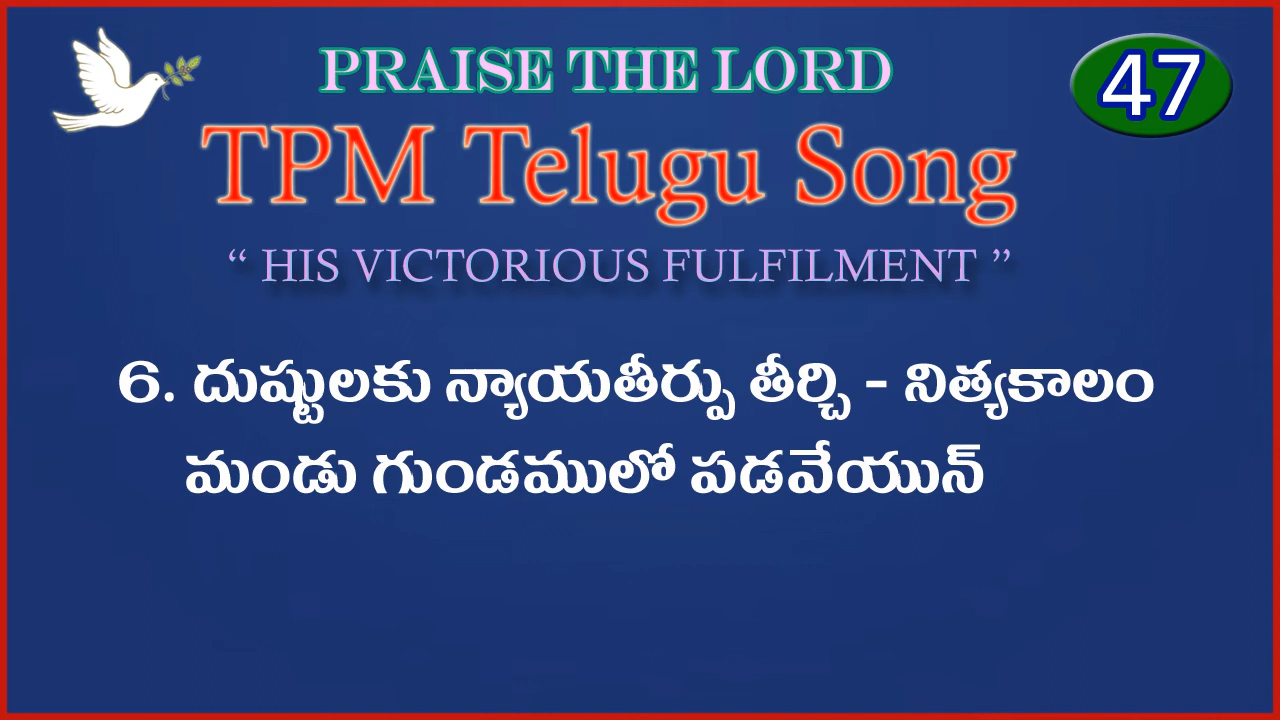 PRAISE THE LORD
47
TPM Telugu Song
“ HIS VICTORIOUS FULFILMENT ”
6. దుష్టులకు న్యాయతీర్పు తీర్చి - నిత్యకాలం
మండు గుండములో పడవేయున్